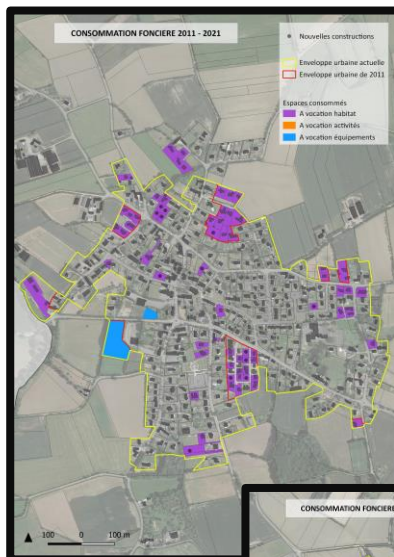 CONSOMMATION FONCIERE 2011 - 2021
Nouvelles constructions
Enveloppe urbaine actuelle
Enveloppe urbaine de 2011
Espaces consommés
A vocation habitat
A vocation activités
A vocation équipements
100 0 100 m
CONSOMMATION FONCIERE